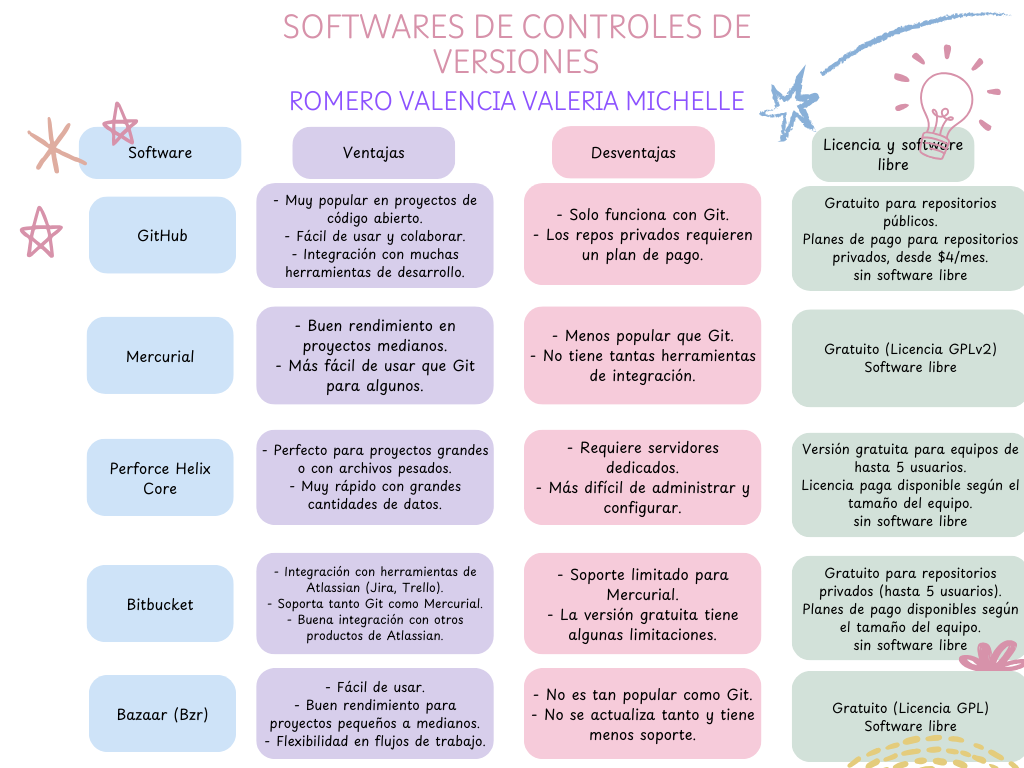 SOFTWARES DE CONTROLES DE
VERSIONES
ROMERO VALENCIA VALERIA MICHELLE
Software
Ventajas
Desventajas
Licencia y software
libre
GitHub
- Muy popular en proyectos de
código abierto.
- Fácil de usar y colaborar.
- Integración con muchas
herramientas de desarrollo.
- Solo funciona con Git.
- Los repos privados requieren
un plan de pago.
Gratuito para repositorios
públicos.
Planes de pago para repositorios
privados, desde $4/mes.
sin software libre
Mercurial
- Buen rendimiento en
proyectos medianos.
- Más fácil de usar que Git
para algunos.
- Menos popular que Git.
- No tiene tantas herramientas
de integración.
Gratuito (Licencia GPLv2)
Software libre
Perforce Helix
Core
- Perfecto para proyectos grandes
o con archivos pesados.
- Muy rápido con grandes
cantidades de datos.
- Requiere servidores
dedicados.
- Más difícil de administrar y
configurar.
Versión gratuita para equipos de
hasta 5 usuarios.
Licencia paga disponible según el
tamaño del equipo.
sin software libre
Bitbucket
- Integración con herramientas de
Atlassian (Jira, Trello).
- Soporta tanto Git como Mercurial.
- Buena integración con otros
productos de Atlassian.
- Soporte limitado para
Mercurial.
- La versión gratuita tiene
algunas limitaciones.
Gratuito para repositorios
privados (hasta 5 usuarios).
Planes de pago disponibles según
el tamaño del equipo.
sin software libre
Bazaar (Bzr)
- Fácil de usar.
- Buen rendimiento para
proyectos pequeños a medianos.
- Flexibilidad en flujos de trabajo.
- No es tan popular como Git.
- No se actualiza tanto y tiene
menos soporte.
Gratuito (Licencia GPL)
Software libre